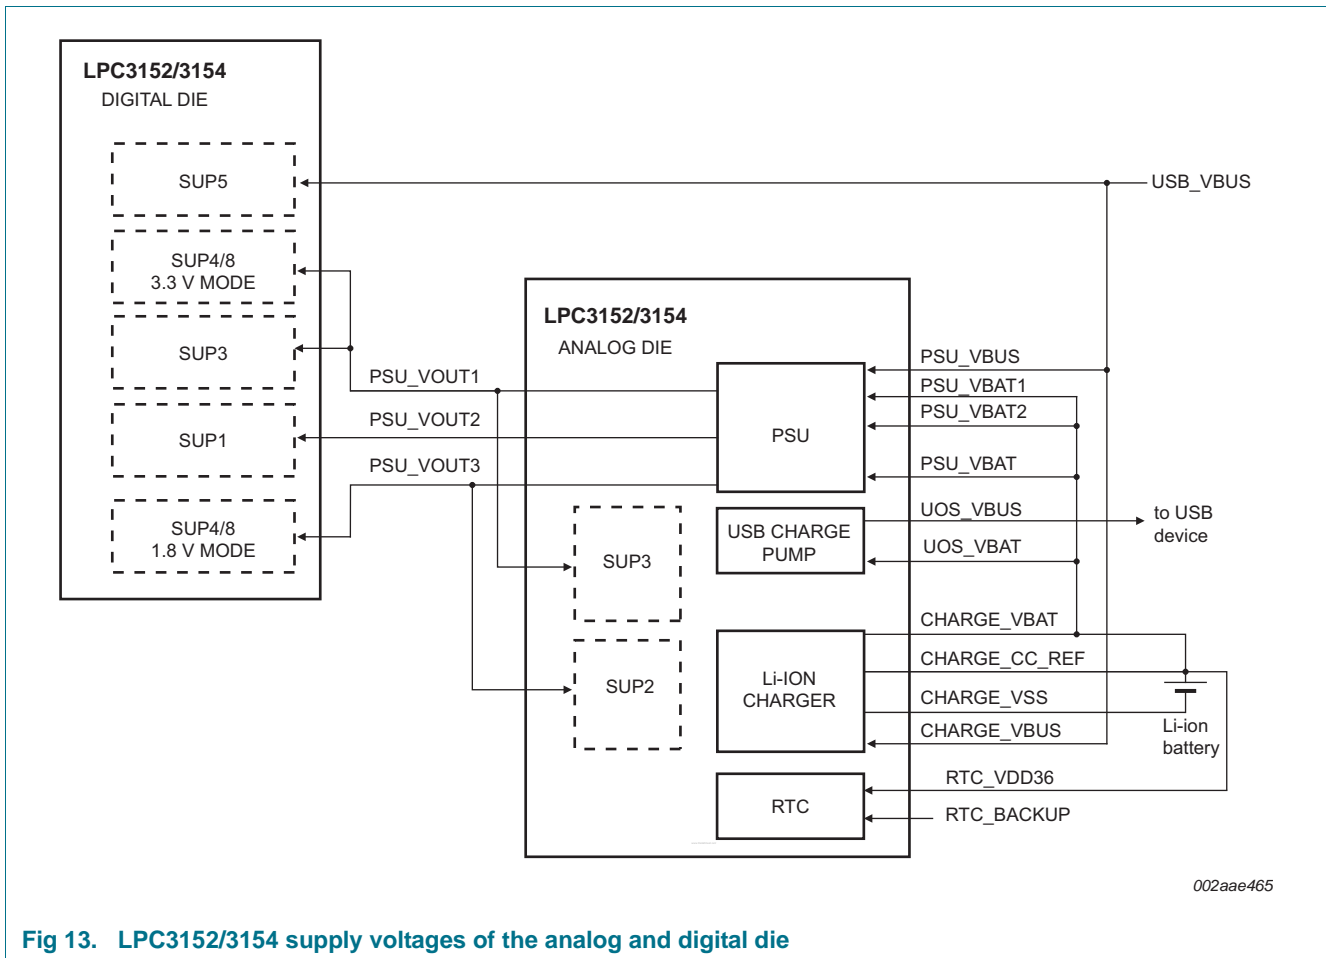 LPC3152/3154
DIGITAL DIE
SUP5
USB_VBUS
SUP4/8
3.3 V MODE
SUP3
SUP1
SUP4/8
1.8 V MODE
PSU_VOUT1
PSU_VOUT2
PSU_VOUT3
LPC3152/3154
ANALOG DIE
PSU
PSU_VBUS
PSU_VBAT1
PSU_VBAT2
PSU_VBAT
USB CHARGE
PUMP
UOS_VBUS
UOS_VBAT
to USB
device
SUP3
SUP2
Li-ION
CHARGER
CHARGE_VBAT
CHARGE_CC_REF
CHARGE_VSS
CHARGE_VBUS
Li-ion
battery
RTC
RTC_VDD36
RTC_BACKUP
002aae465
Fig 13. LPC3152/3154 supply voltages of the analog and digital die